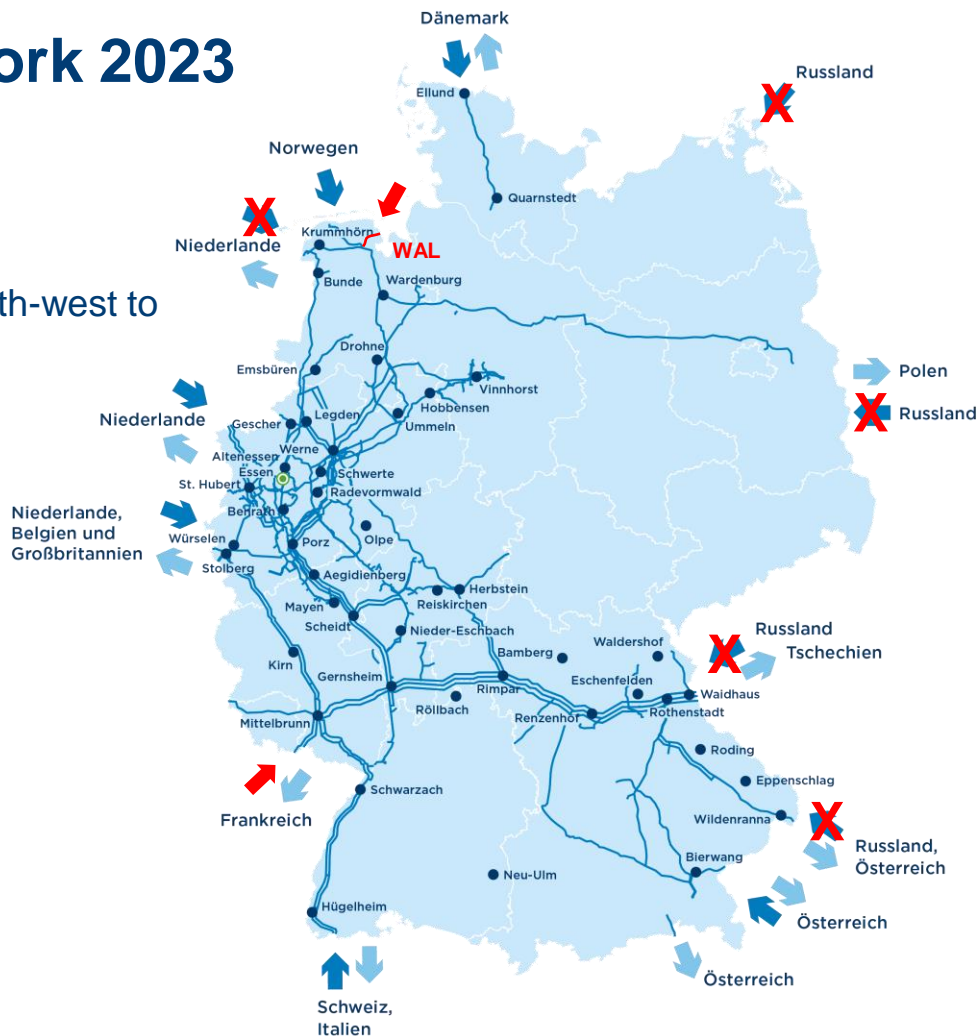 ork 2023
th-west to
Dänemark
Russland
Ellund
Norwegen
Quarnstedt
Niederlande
Krummhörn
WAL
Bunde
Wardenburg
Drohne
Emsbüren
Vinnhorst
Polen
Hobbensen
Russland
Niederlande
Gescher
Legden
Ummeln
Werne
Altenessen
Essen
Schwerte
St. Hubert
Radevormwald
Benrath
Niederlande,
Belgien und
Großbritannien
Würselen
Porz
Olpe
Stolberg
Aegidienberg
Herbstein
Reiskirchen
Mayen
Scheidt
Nieder-Eschbach
Waldershof
Russland
Tschechien
Bamberg
Kirn
Gernsheim
Eschenfelden
Rimpar
Waidhaus
Röllbach
Rothenstadt
Mittelbrunn
Renzenhof
Roding
Eppenschlag
Schwarzach
Frankreich
Wildenranna
Russland,
Österreich
Bierwang
Neu-Ulm
Hügelheim
Österreich
Österreich
Schweiz,
Italien